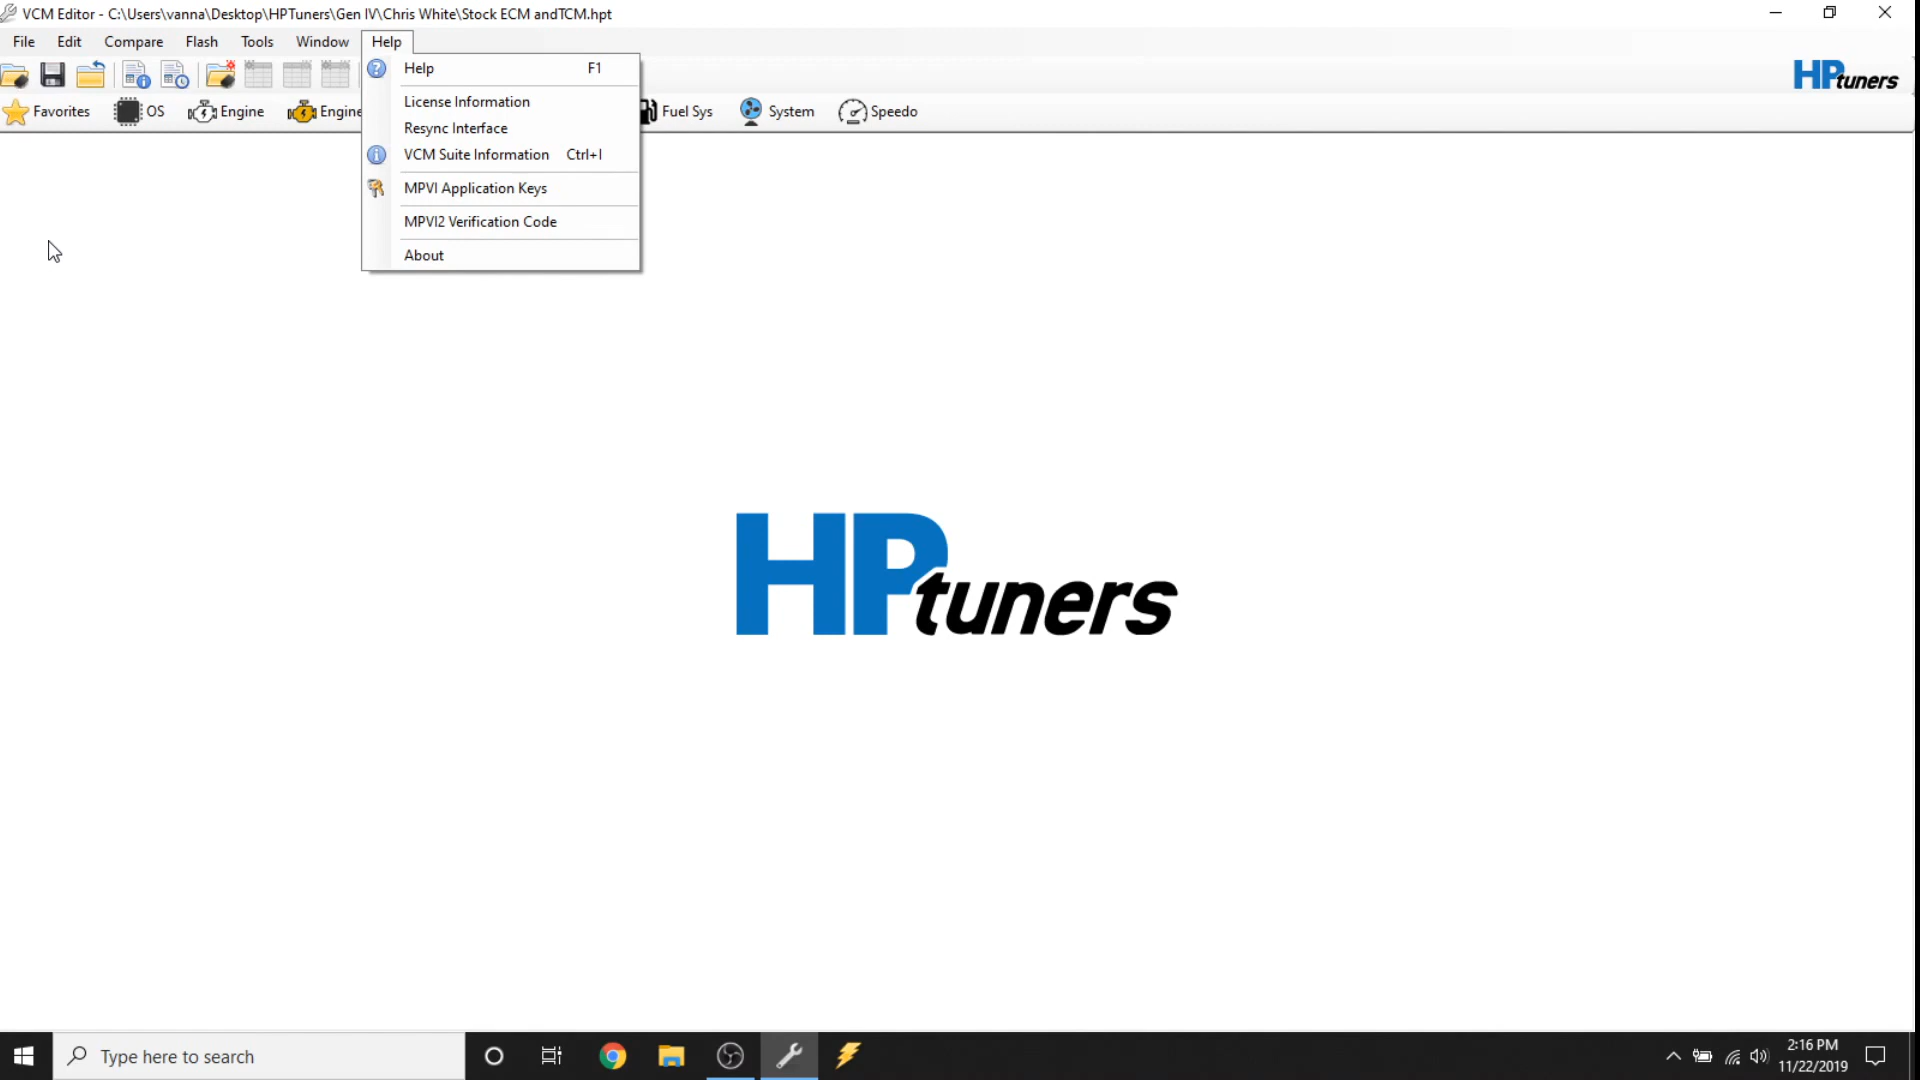 VCM Editor - C:\Users\vanna\Desktop\HPTuners\Gen IV\Chris White\Stock ECM andTCM.hpt
File Edit Compare Flash Tools Window Help
HPtuners
Favorites OS Engine Engine Fuel Sys System Speedo
Help F1
License Information
Resync Interface
VCM Suite Information Ctrl+I
MPVI Application Keys
MPVI2 Verification Code
About
HPtuners
Type here to search
2:16 PM
11/22/2019